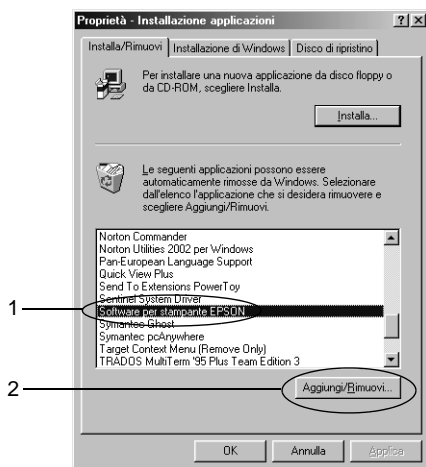 Proprietà - Installazione applicazioni
Installa/Rimuovi Installazione di Windows Disco di ripristino
Per installare una nuova applicazione da disco floppy o
da CD-ROM, scegliere Installa.
Installa...
Le seguenti applicazioni possono essere
automaticamente rimosse da Windows. Selezionare
dall'elenco l'applicazione che si desidera rimuovere e
scegliere Aggiungi/Rimuovi.
Norton Commander
Norton Utilities 2002 per Windows
Pan-European Language Support
Quick View Plus
Send To Extensions PowerToy
Sentinel System Driver
1
Software per stampante EPSON
Symantec Ghost
Symantec pcAnywhere
Target Context Menu (Remove Only)
TRADOS MultiTerm '95 Plus Team Edition 3
2
Aggiungi/Rimuovi...
OK Annulla Applica